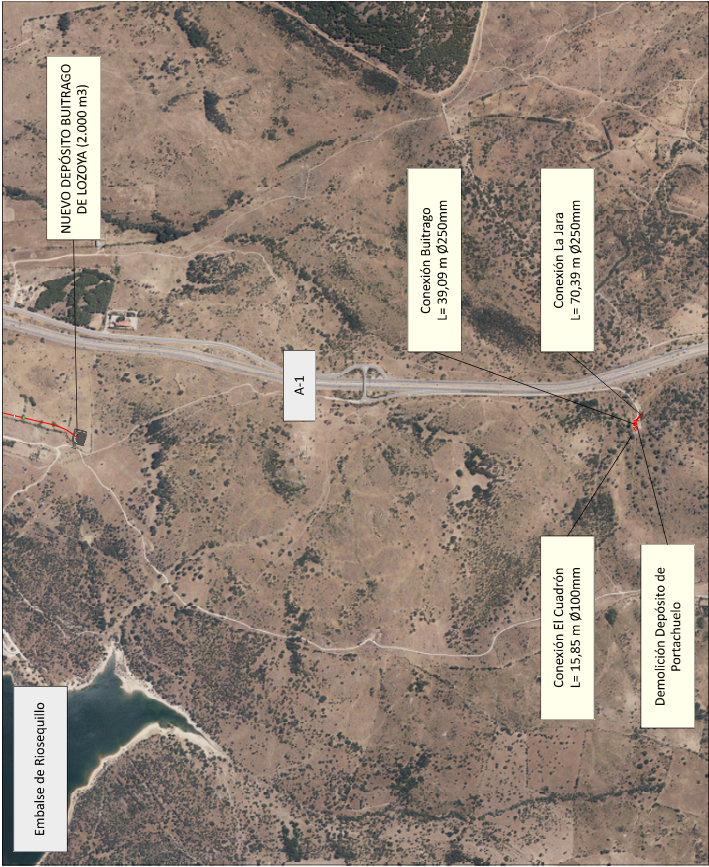 NUEVO DEPÓSITO BUITRAGO
DE LOZOYA (2.000 m3)
Conexión Buitrago
L= 39,09 m Ø250mm
Conexión La Jara
L= 70,39 m Ø250mm
A-1
Conexión El Cuadrón
L= 15,85 m Ø100mm
Demolición Depósito de
Portachuelo
Embalse de Riosequillo